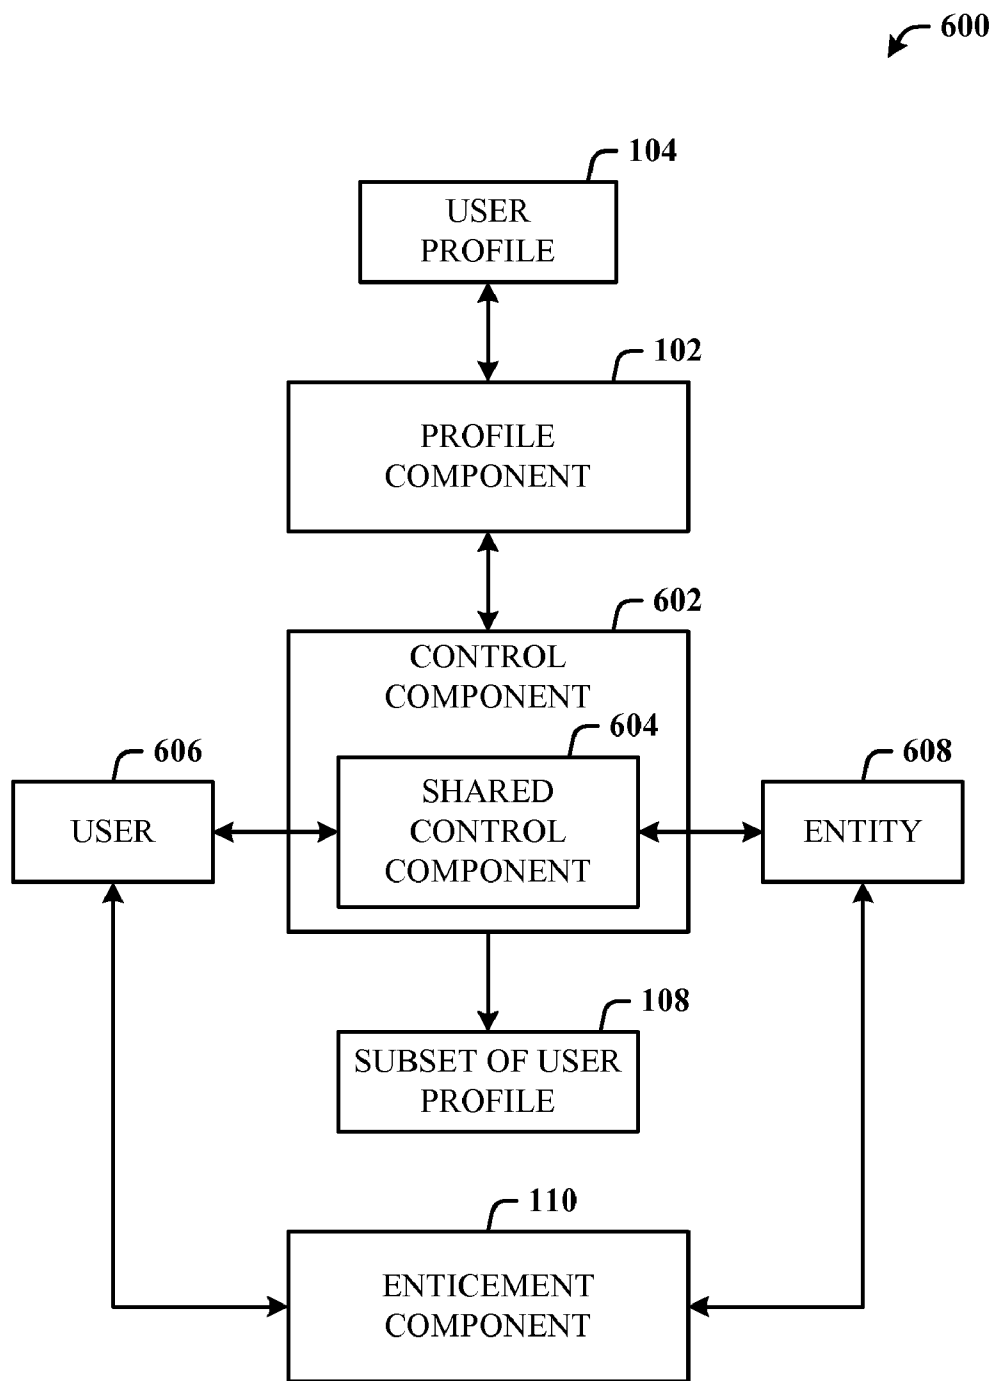 600
104
USER
PROFILE
102
PROFILE
COMPONENT
602
CONTROL
COMPONENT
604
SHARED
CONTROL
COMPONENT
606
USER
608
ENTITY
108
SUBSET OF USER
PROFILE
110
ENTICEMENT
COMPONENT